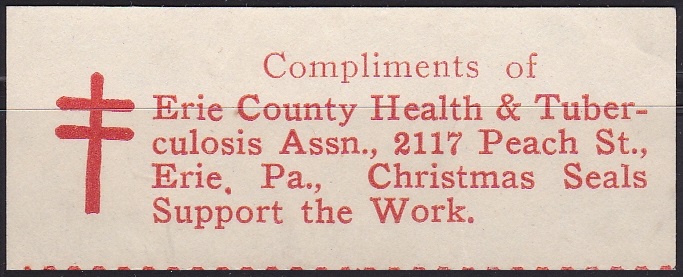 Compliments of
Erie County Health & Tuber-
culosis Assn., 2117 Peach St.,
Erie, Pa., Christmas Seals
Support the Work.